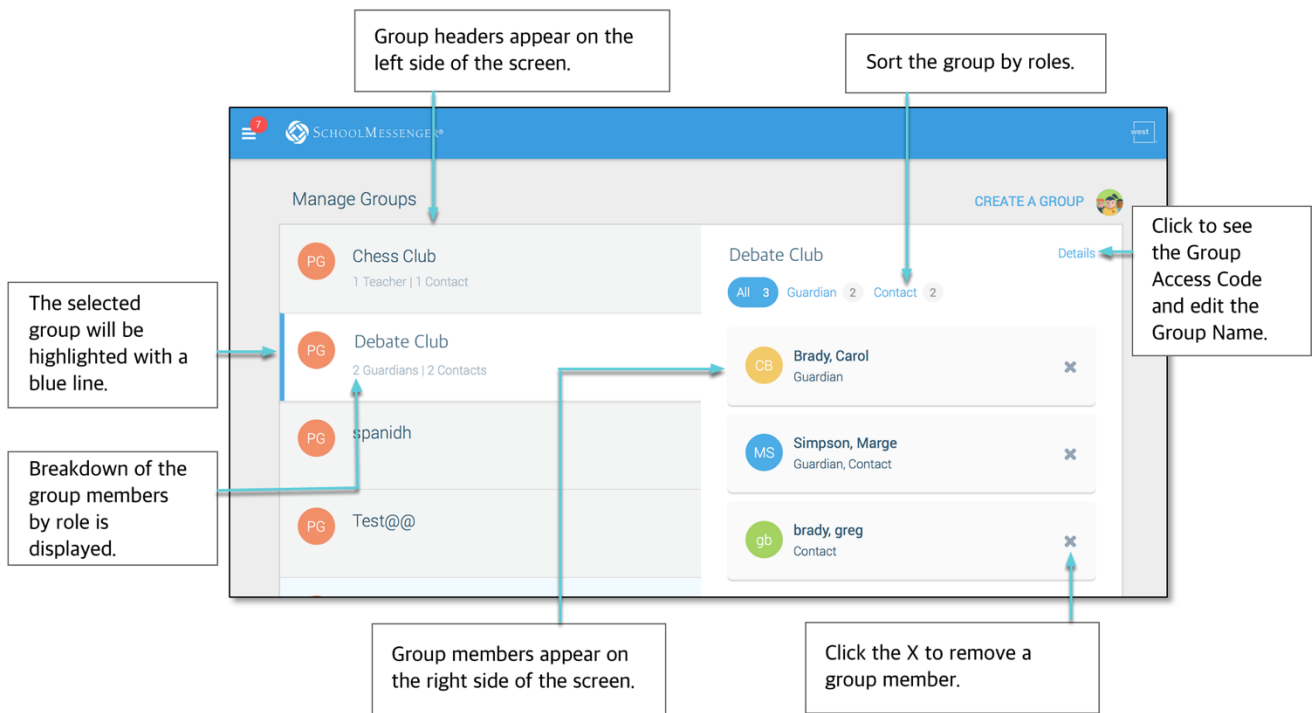 Group headers appear on the
left side of the screen.
Sort the group by roles.
7
SCHOOLMESSENGER®
west
Manage Groups
CREATE A GROUP
Click to see
the Group
Access Code
and edit the
Group Name.
PG
Chess Club
1 Teacher | 1 Contact
Debate Club
Details
All 3 Guardian 2 Contact 2
The selected
group will be
highlighted with a
blue line.
PG
Debate Club
2 Guardians | 2 Contacts
CB
Brady, Carol
Guardian
PG
spanidh
MS
Simpson, Marge
Guardian, Contact
Breakdown of the
group members
by role is
displayed.
PG
Test@@
gb
brady, greg
Contact
Group members appear on
the right side of the screen.
Click the X to remove a
group member.